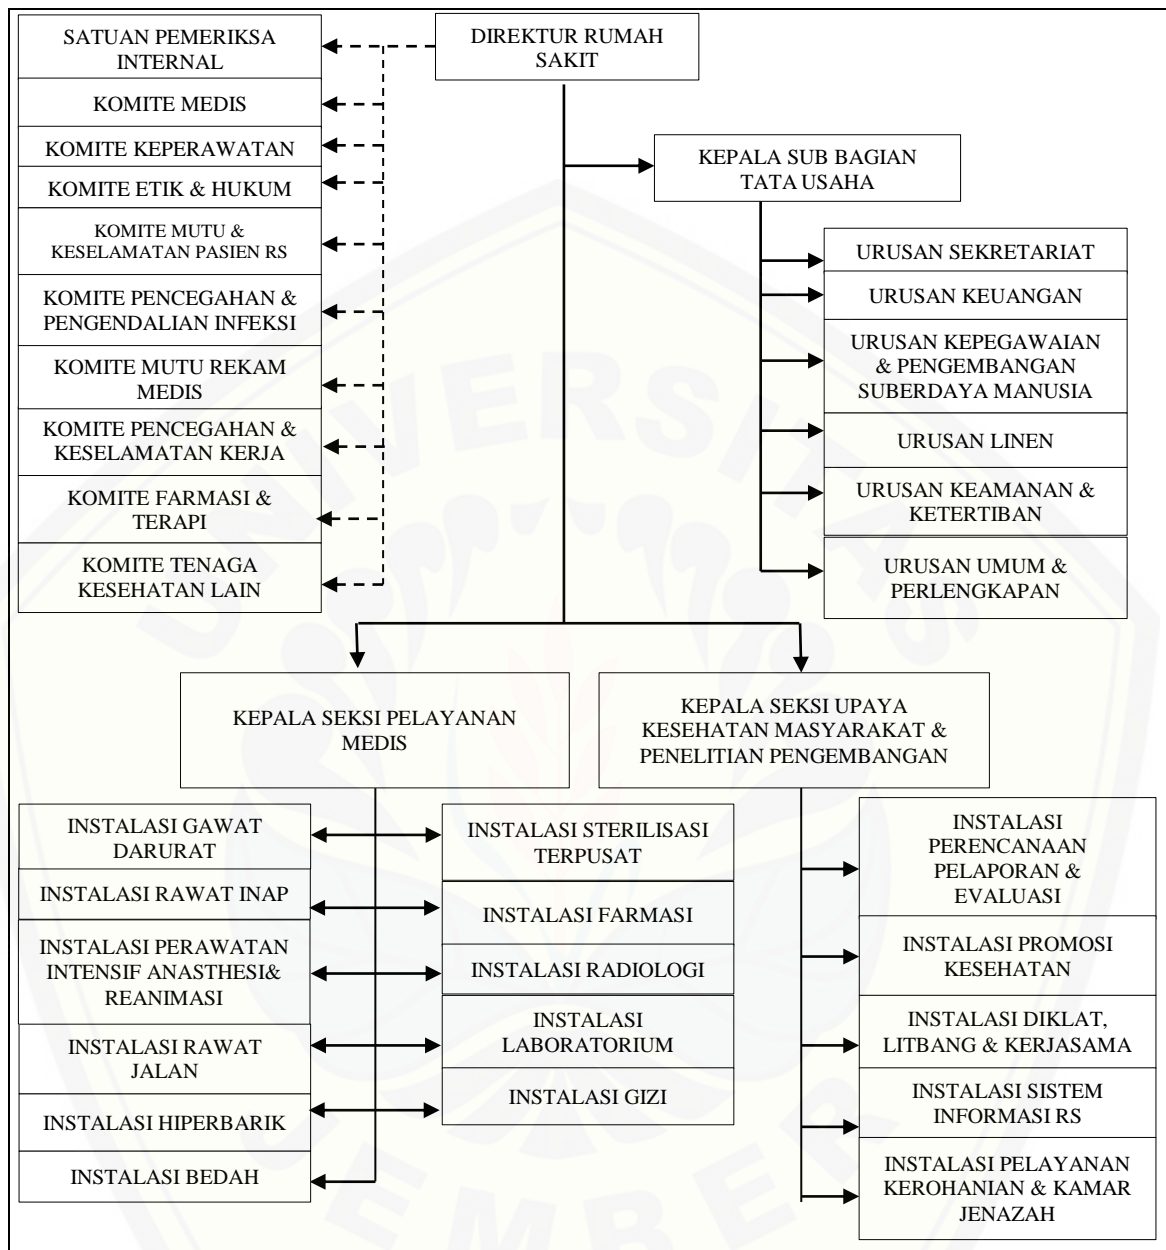 DIREKTUR RUMAH
SAKIT
SATUAN PEMERIKSA
INTERNAL
KOMITE MEDIS
KOMITE KEPERAWATAN
KOMITE ETIK & HUKUM
KOMITE MUTU &
KESELAMATAN PASIEN RS
KOMITE PENCEGAHAN &
PENGENDALIAN INFEKSI
KOMITE MUTU REKAM
MEDIS
KOMITE PENCEGAHAN &
KESELAMATAN KERJA
KOMITE FARMASI &
TERAPI
KOMITE TENAGA
KESEHATAN LAIN
KEPALA SUB BAGIAN
TATA USAHA
URUSAN SEKRETARIAT
URUSAN KEUANGAN
URUSAN KEPEGAWAIAN
& PENGEMBANGAN
SUBERDAYA MANUSIA
URUSAN LINEN
URUSAN KEAMANAN &
KETERTIBAN
URUSAN UMUM &
PERLENGKAPAN
KEPALA SEKSI PELAYANAN
MEDIS
INSTALASI GAWAT
DARURAT
INSTALASI RAWAT INAP
INSTALASI PERAWATAN
INTENSIF ANASTHESI&
REANIMASI
INSTALASI RAWAT
JALAN
INSTALASI HIPERBARIK
INSTALASI BEDAH
INSTALASI STERILISASI
TERPUSAT
INSTALASI FARMASI
INSTALASI RADIOLOGI
INSTALASI
LABORATORIUM
INSTALASI GIZI
KEPALA SEKSI UPAYA
KESEHATAN MASYARAKAT &
PENELITIAN PENGEMBANGAN
INSTALASI
PERENCANAAN
PELAPORAN &
EVALUASI
INSTALASI PROMOSI
KESEHATAN
INSTALASI DIKLAT,
LITBANG & KERJASAMA
INSTALASI SISTEM
INFORMASI RS
INSTALASI PELAYANAN
KEROHANIAN & KAMAR
JENAZAH
UNIVERSITAS
JEMBER